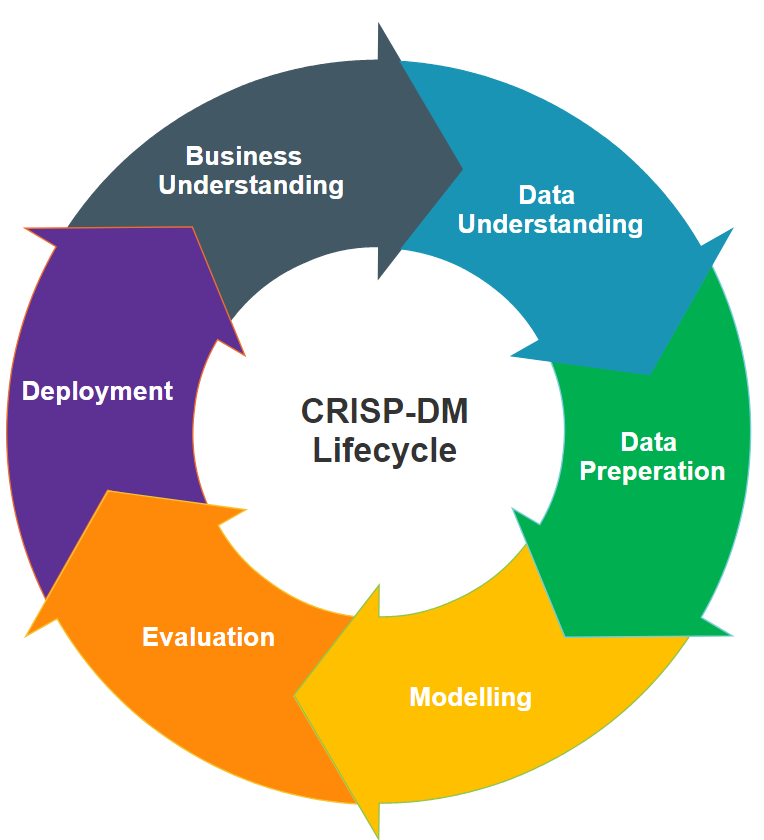 Business
Understanding
Data
Understanding
Data
Preperation
Modelling
Evaluation
Deployment
CRISP-DM
Lifecycle